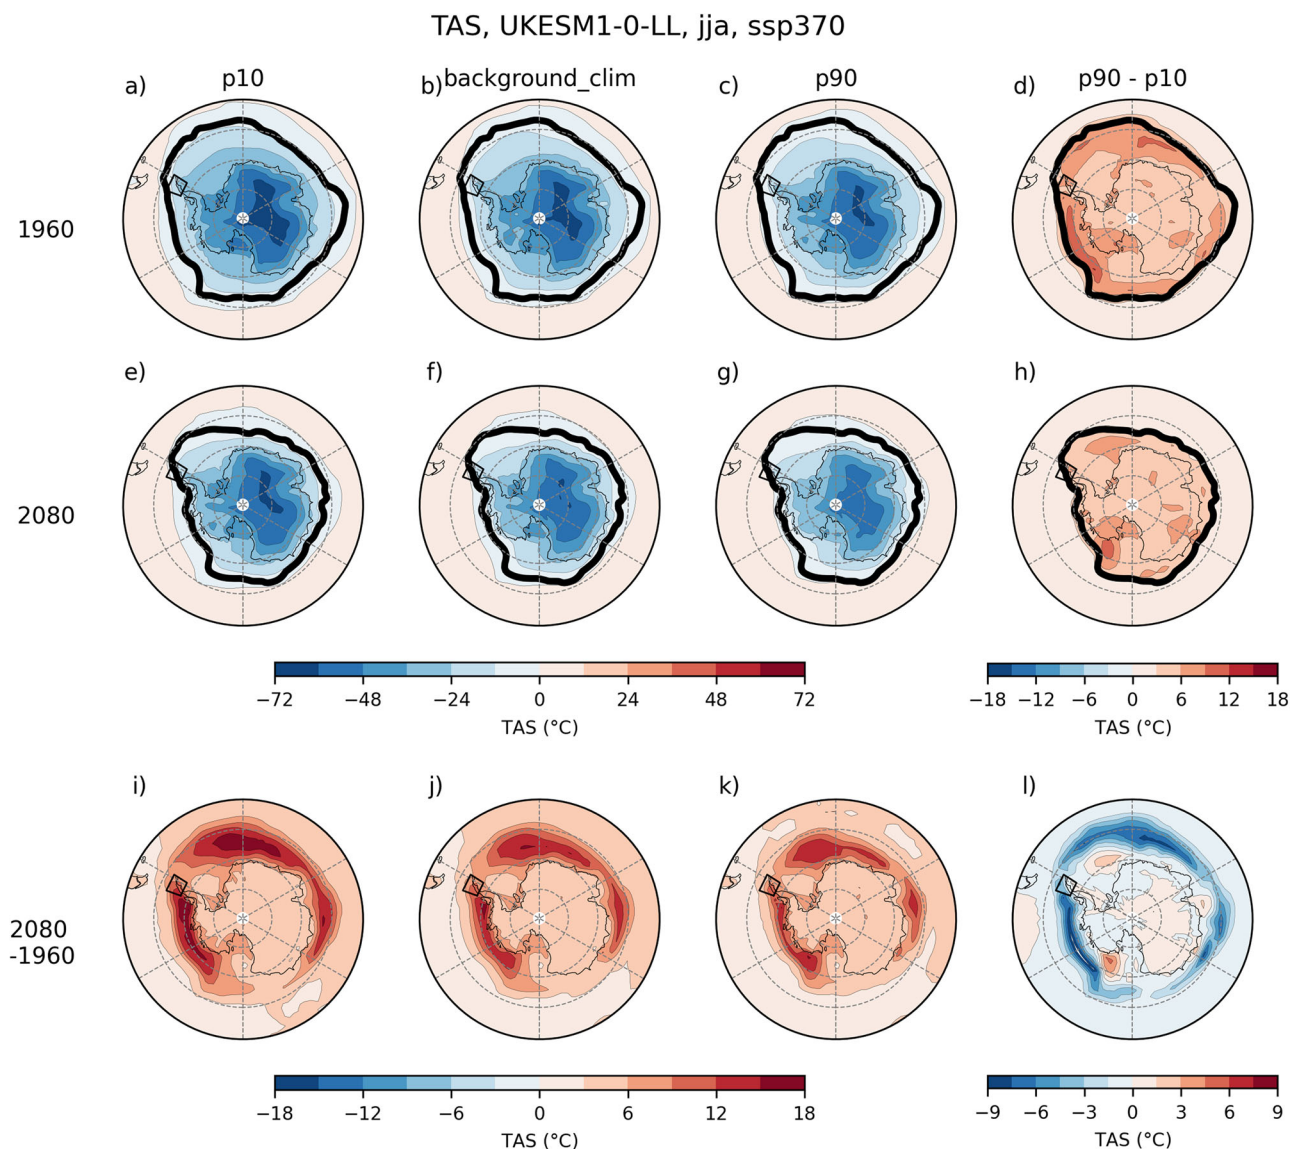 TAS, UKESM1-0-LL, jja, ssp370
a) p10 b) background_clim c) p90 d) p90 - p10
1960
e) f) g) h)
2080
−72 −48 −24 0 24 48 72 −18 −12 −6 0 6 12 18
TAS (°C) TAS (°C)
i) j) k) l)
2080
-1960
−18 −12 −6 0 6 12 18 −9 −6 −3 0 3 6 9
TAS (°C) TAS (°C)